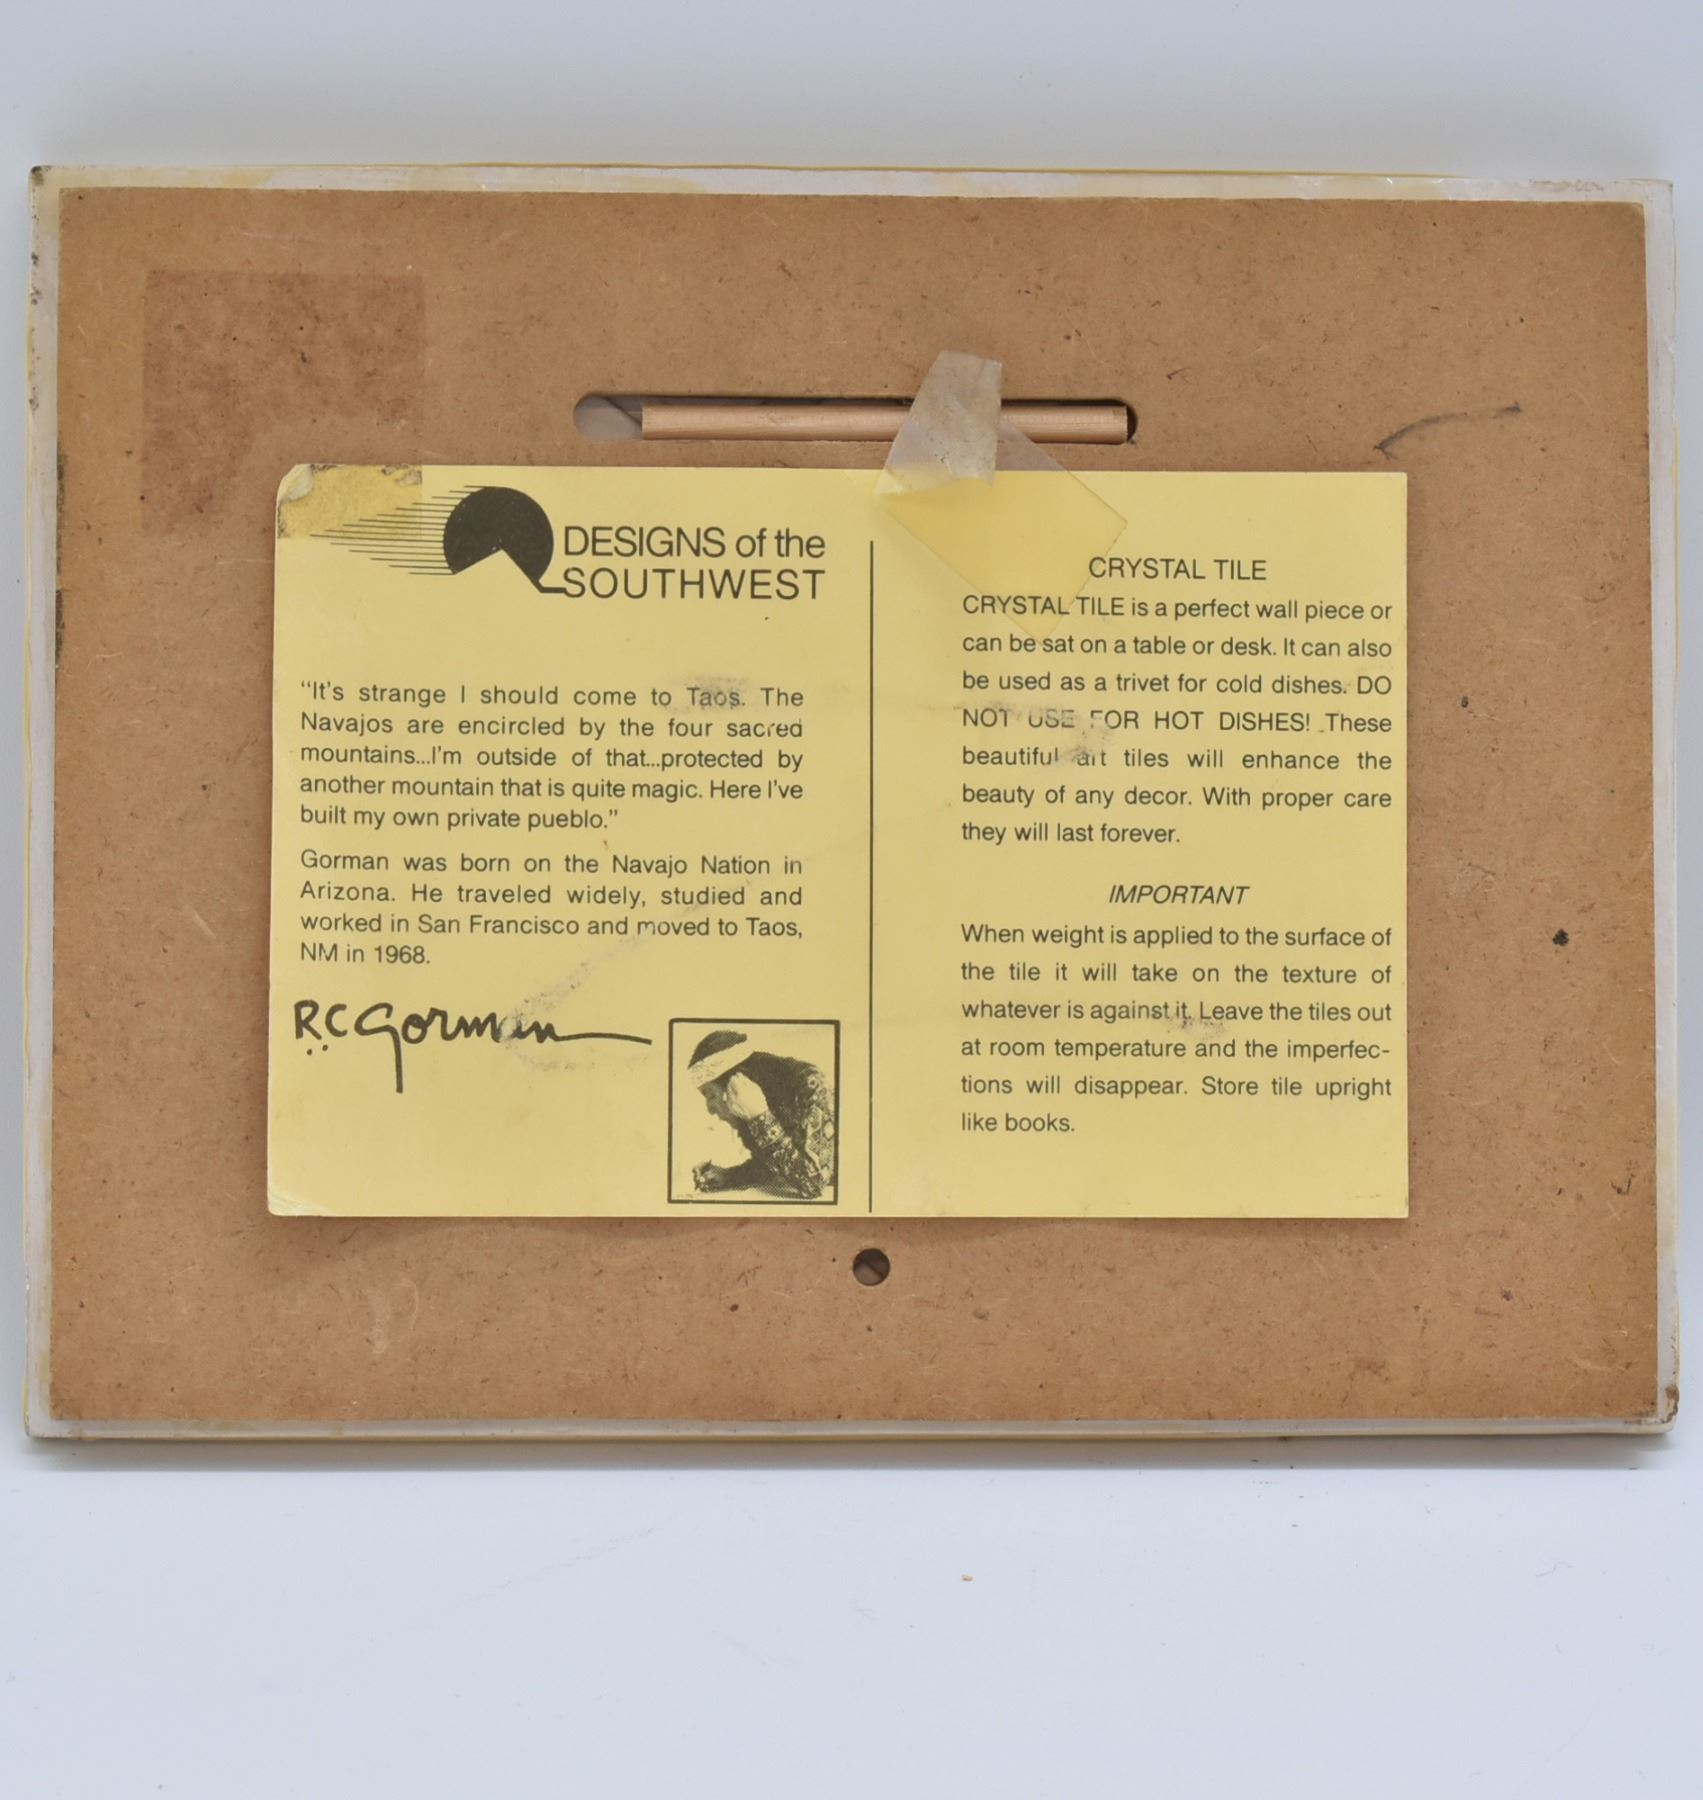 DESIGNS of the
SOUTHWEST
“It's strange I should come to Taos. The
Navajos are encircled by the four sacred
mountains...I'm outside of that...protected by
another mountain that is quite magic. Here I've
built my own private pueblo.”
Gorman was born on the Navajo Nation in
Arizona. He traveled widely, studied and
worked in San Francisco and moved to Taos,
NM in 1968.
R.C. Gorman
CRYSTAL TILE
CRYSTAL TILE is a perfect wall piece or
can be sat on a table or desk. It can also
be used as a trivet for cold dishes. DO
NOT USE FOR HOT DISHES! These
beautiful art tiles will enhance the
beauty of any decor. With proper care
they will last forever.
IMPORTANT
When weight is applied to the surface of
the tile it will take on the texture of
whatever is against it. Leave the tiles out
at room temperature and the imperfec-
tions will disappear. Store tile upright
like books.